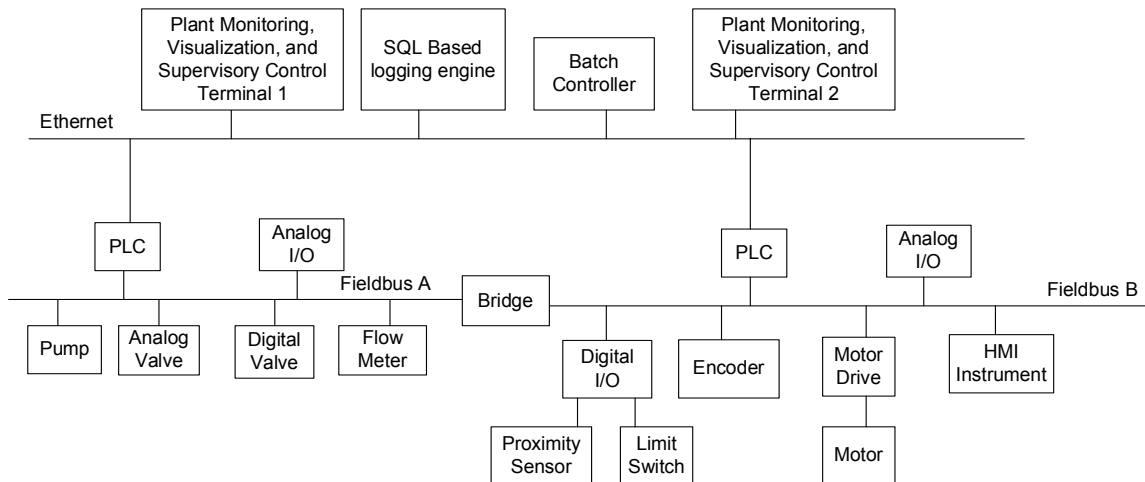 Plant Monitoring,
Visualization, and
Supervisory Control
Terminal 1
SQL Based
logging engine
Batch
Controller
Plant Monitoring,
Visualization, and
Supervisory Control
Terminal 2
Ethernet
PLC
Analog
I/O
PLC
Analog
I/O
Fieldbus A
Bridge
Fieldbus B
Pump
Analog
Valve
Digital
Valve
Flow
Meter
Digital
I/O
Encoder
Motor
Drive
HMI
Instrument
Proximity
Sensor
Limit
Switch
Motor